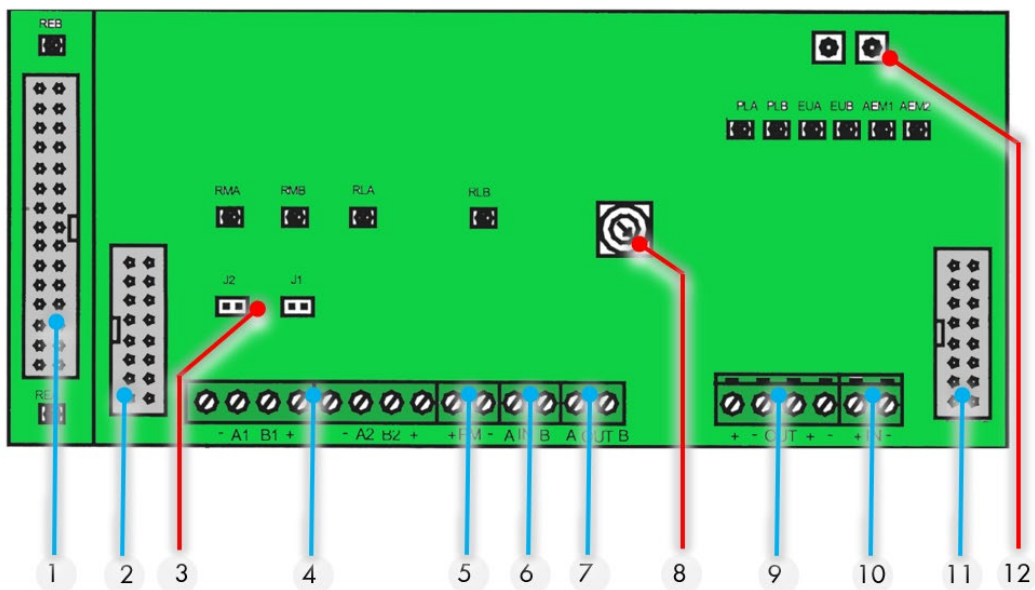 REB
PLA PLB EUA EUB AEM1 AEM2
RMA RMB RLA RLB
J2 J1
- A1 B1 + - A2 B2 + +PM - A IN B A OUT B + - OUT + - + IN -
1 2 3 4 5 6 7 8 9 10 11 12